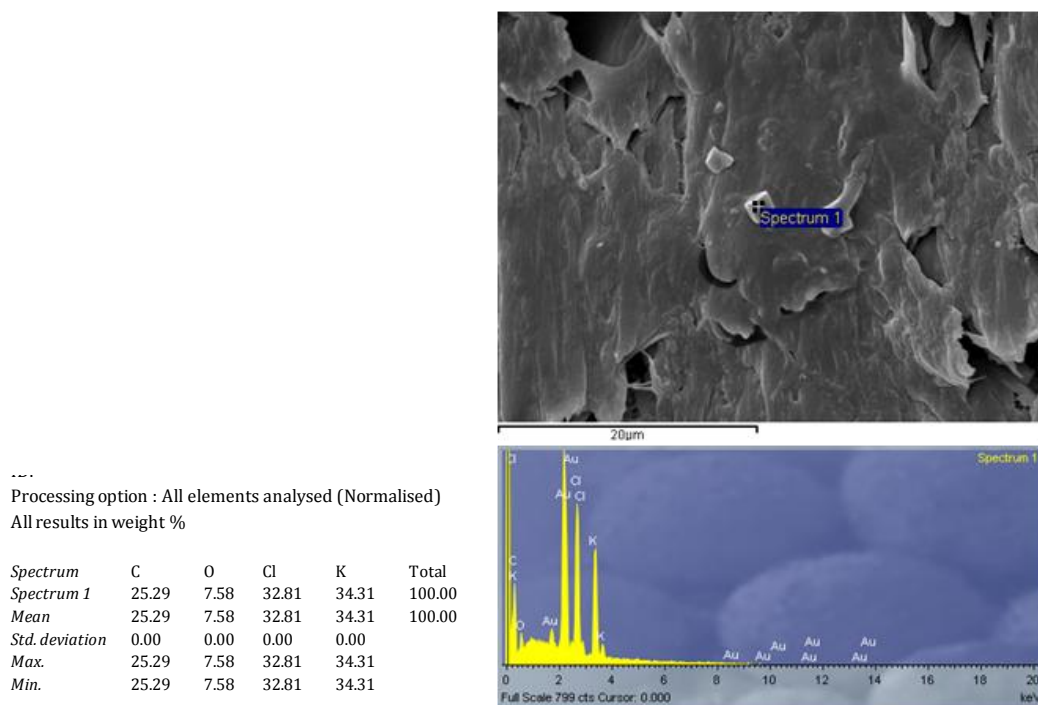 Spectrum 1
20µm
Processing option : All elements analysed (Normalised)
All results in weight %
Spectrum C O Cl K Total
Spectrum 1 25.29 7.58 32.81 34.31 100.00
Mean 25.29 7.58 32.81 34.31 100.00
Std. deviation 0.00 0.00 0.00 0.00
Max. 25.29 7.58 32.81 34.31
Min. 25.29 7.58 32.81 34.31
Cl Au Spectrum 1
Cl
Au Cl
K
C
K
O Au K
Au Au Au
Au Au Au Au
0 2 4 6 8 10 12 14 16 18 20
Full Scale 799 cts Cursor: 0.000 keV